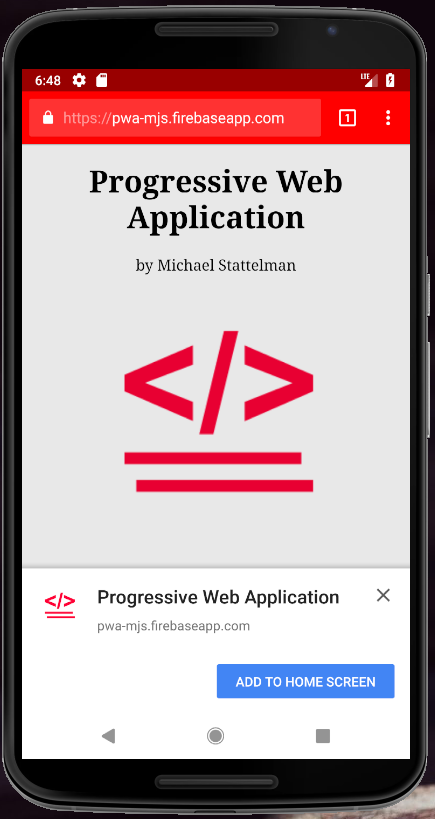 6:48 LTE
https://pwa-mjs.firebaseapp.com 1
Progressive Web
Application
by Michael Stattelman
</>
</> Progressive Web Application
pwa-mjs.firebaseapp.com
ADD TO HOME SCREEN